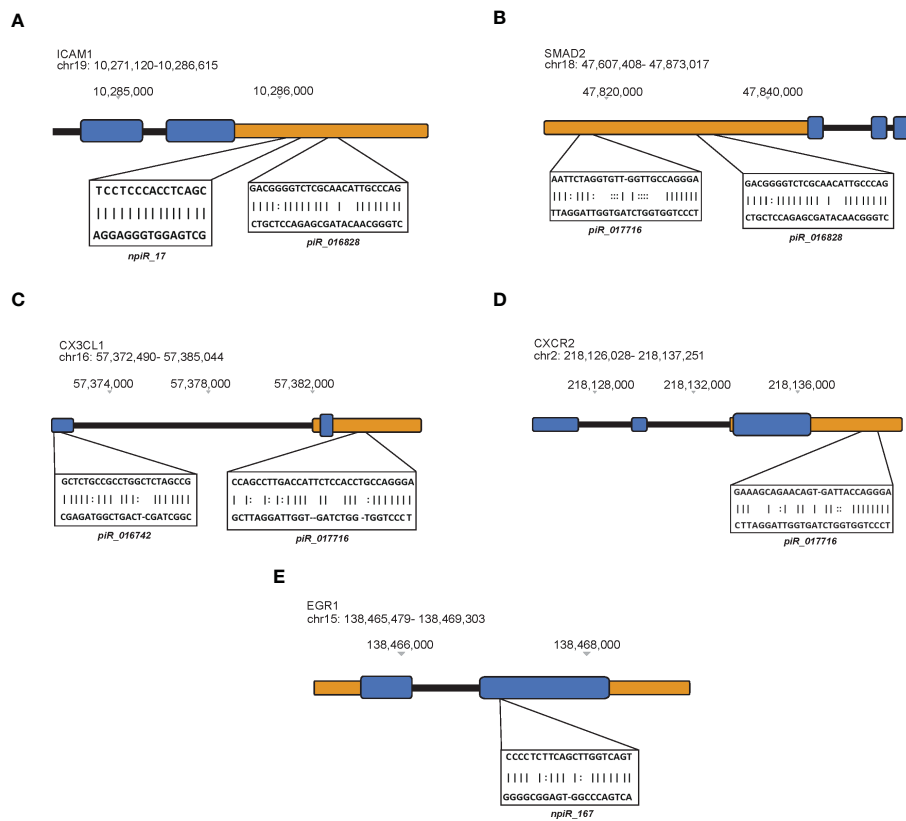 A
ICAM1
chr19: 10,271,120-10,286,615
10,285,000
10,286,000
TCCTCCCACCTCAGC
AGGAGGGTGGAGTCG
npiR_17
GACGGGGTCTCGCAACATTGCCCAG
CTGCTCCAGAGCGATACAACGGGTC
piR_016828
B
SMAD2
chr18: 47,607,408- 47,873,017
47,820,000
47,840,000
AATTCTAGGTGTT-GGTTGCCAGGGA
TTAGGATTGGTGATCTGGTGGTCCCT
piR_017716
GACGGGGTCTCGCAACATTGCCCAG
CTGCTCCAGAGCGATACAACGGGTC
piR_016828
C
CX3CL1
chr16: 57,372,490- 57,385,044
57,374,000
57,378,000
57,382,000
GCTCTGCCGCCTGGCTCTAGCCG
CGAGATGGCTGACT-CGATCGGC
piR_016742
CCAGCCTTGACCATTCTCCACCTGCCAGGGA
GCTTAGGATTGGT--GATCTGG -TGGTCCCT
piR_017716
D
CXCR2
chr2: 218,126,028- 218,137,251
218,128,000
218,132,000
218,136,000
GAAAGCAGAACAGT-GATTACCAGGGA
CTTAGGATTGGTGATCTGGTGGTCCCT
piR_017716
E
EGR1
chr15: 138,465,479- 138,469,303
138,466,000
138,468,000
CCCCTCTTCAGCTTGGTCAGT
GGGGCGGAGT-GGCCCAGTCA
npiR_167